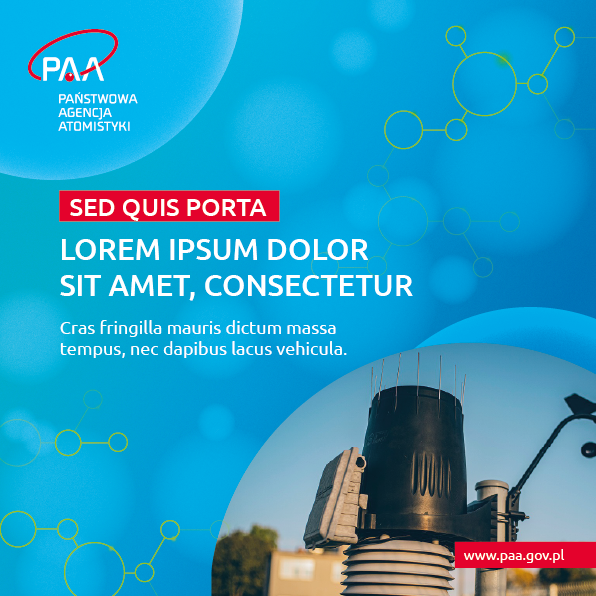 PAA
PAŃSTWOWA
AGENCJA
ATOMISTYKI
SED QUIS PORTA
LOREM IPSUM DOLOR
SIT AMET, CONSECTETUR
Cras fringilla mauris dictum massa
tempus, nec dapibus lacus vehicula.
www.paa.gov.pl